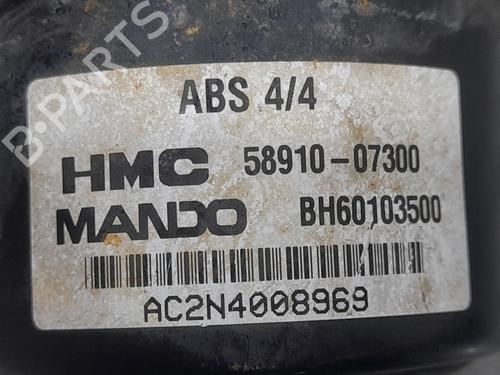 B-PARTS
ABS 4/4
HMC 58910-07300
MANDO BH60103500
AC2N4008969